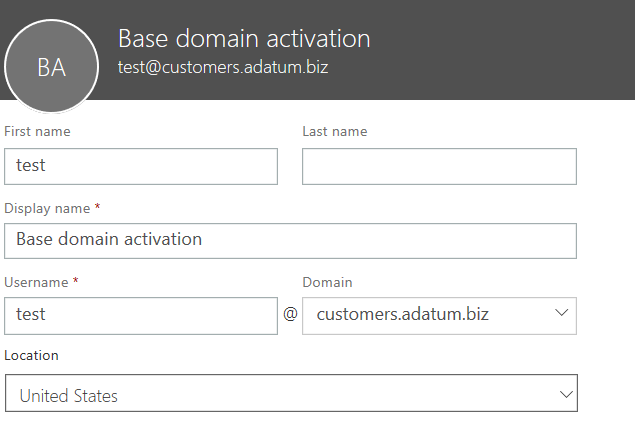 BA
Base domain activation
test@customers.adatum.biz
First name Last name
test
Display name *
Base domain activation
Username * Domain
test @ customers.adatum.biz
Location
United States